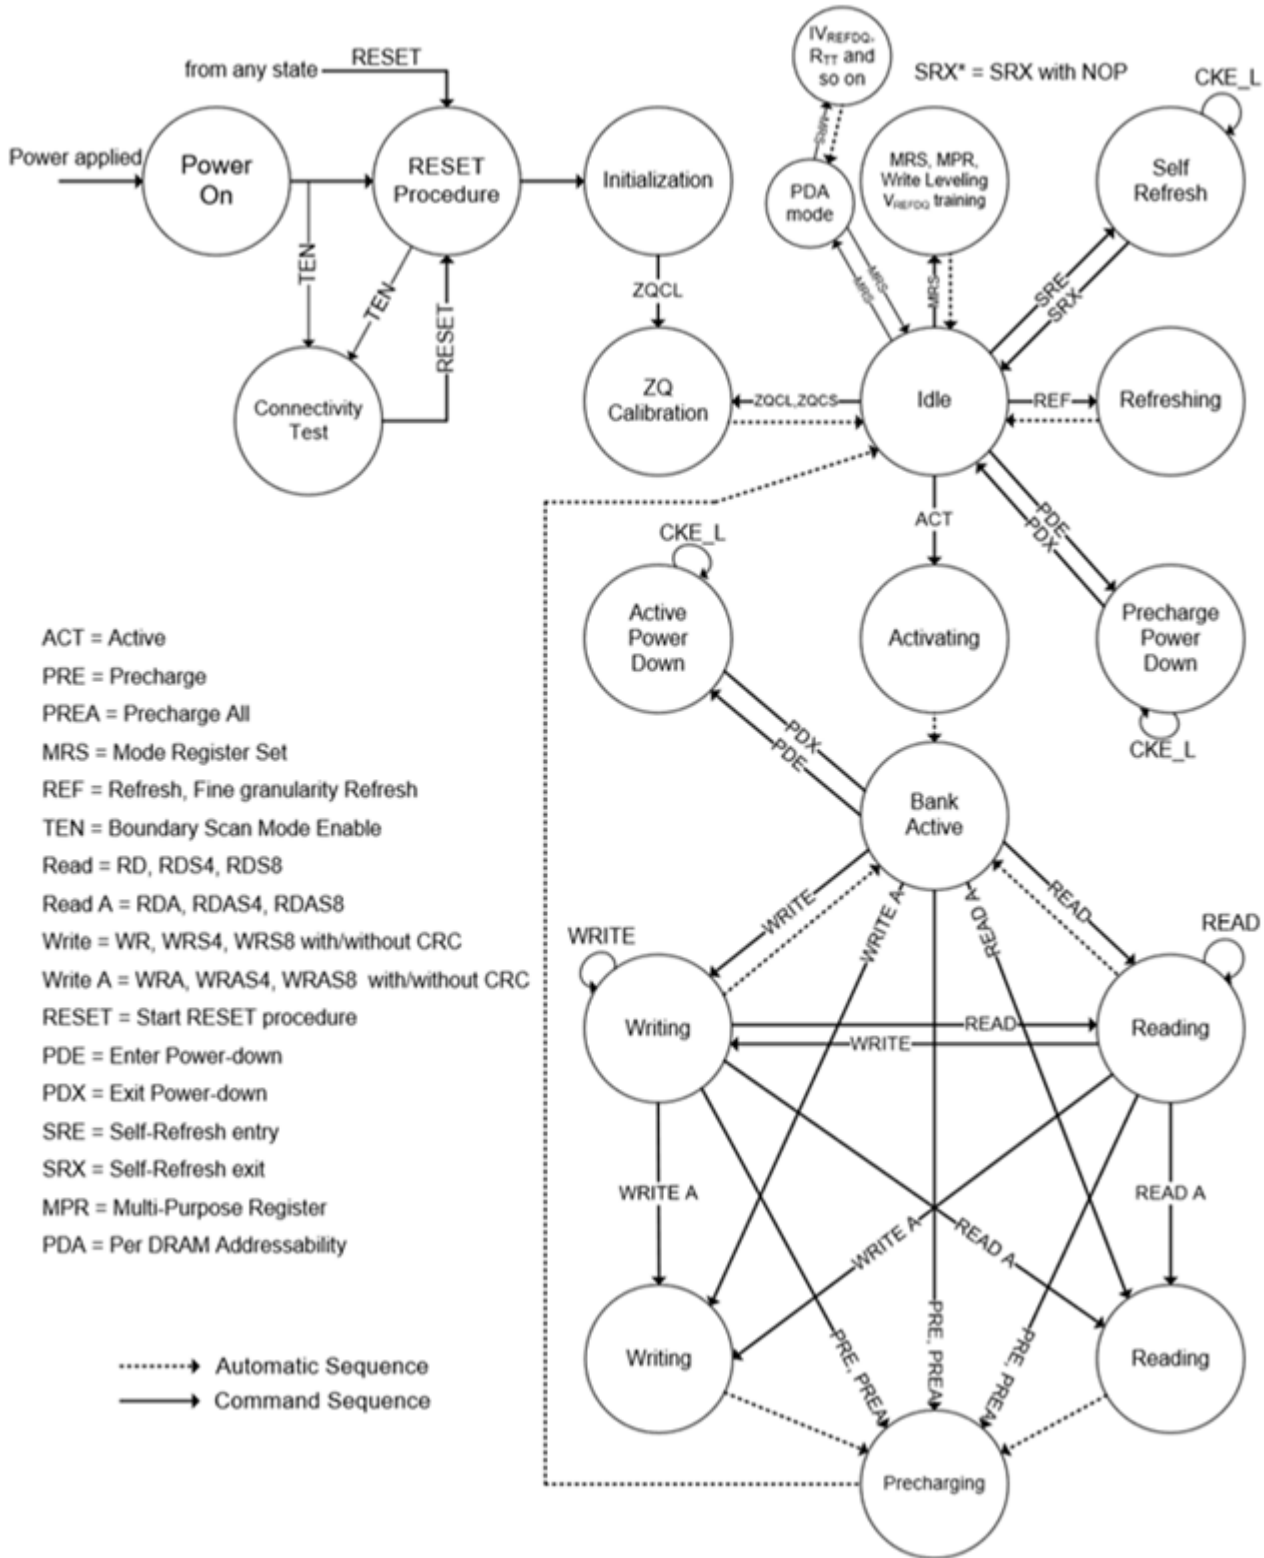 from any state
RESET
Power applied
Power
On
RESET
Procedure
Initialization
TEN
TEN
RESET
Connectivity
Test
ZQCL
ZQ
Calibration
IVREFDQ,
RTT and
so on
SRX* = SRX with NOP
CKE_L
MRS
PDA
mode
MRS, MPR,
Write Leveling
VREFDQ training
Self
Refresh
MRS
MRS
MRS
SRE
SRX
ZQCL,ZQCS
Idle
REF
Refreshing
ACT
PDE
PDX
CKE_L
Active
Power
Down
Activating
Precharge
Power
Down
CKE_L
PDX
PDE
Bank
Active
ACT = Active
PRE = Precharge
PREA = Precharge All
MRS = Mode Register Set
REF = Refresh, Fine granularity Refresh
TEN = Boundary Scan Mode Enable
Read = RD, RDS4, RDS8
Read A = RDA, RDAS4, RDAS8
Write = WR, WRS4, WRS8 with/without CRC
Write A = WRA, WRAS4, WRAS8 with/without CRC
RESET = Start RESET procedure
PDE = Enter Power-down
PDX = Exit Power-down
SRE = Self-Refresh entry
SRX = Self-Refresh exit
MPR = Multi-Purpose Register
PDA = Per DRAM Addressability
WRITE
WRITE
WRITE A
READ A
READ
READ
Writing
READ
WRITE
Reading
WRITE A
WRITE A
READ A
READ A
Writing
PRE, PREA
PRE, PREA
PRE, PREA
Reading
Precharging
Automatic Sequence
Command Sequence